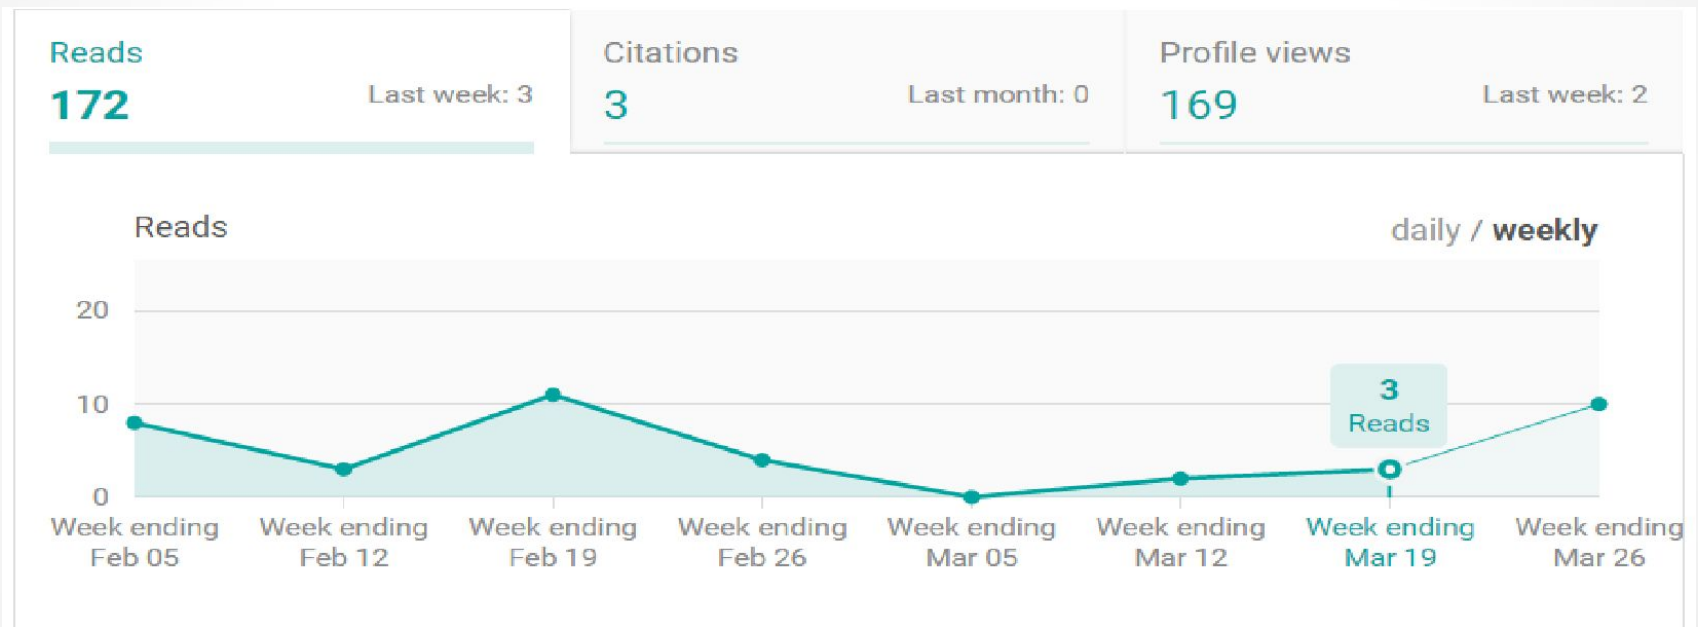 Reads
172
Last week: 3
Citations
3
Last month: 0
Profile views
169
Last week: 2
Reads
daily / weekly
20
10
0
3
Reads
Week ending
Feb 05
Week ending
Feb 12
Week ending
Feb 19
Week ending
Feb 26
Week ending
Mar 05
Week ending
Mar 12
Week ending
Mar 19
Week ending
Mar 26